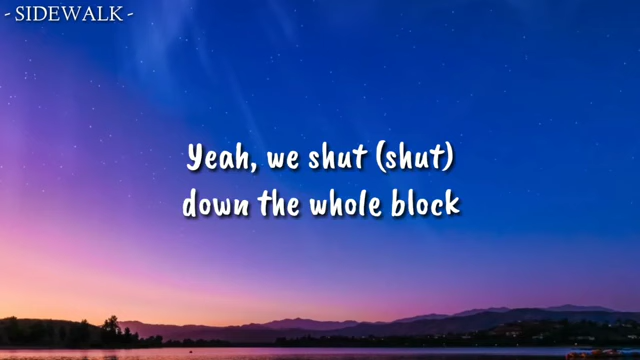 - SIDEWALK -
Yeah, we shut (shut)
down the whole block